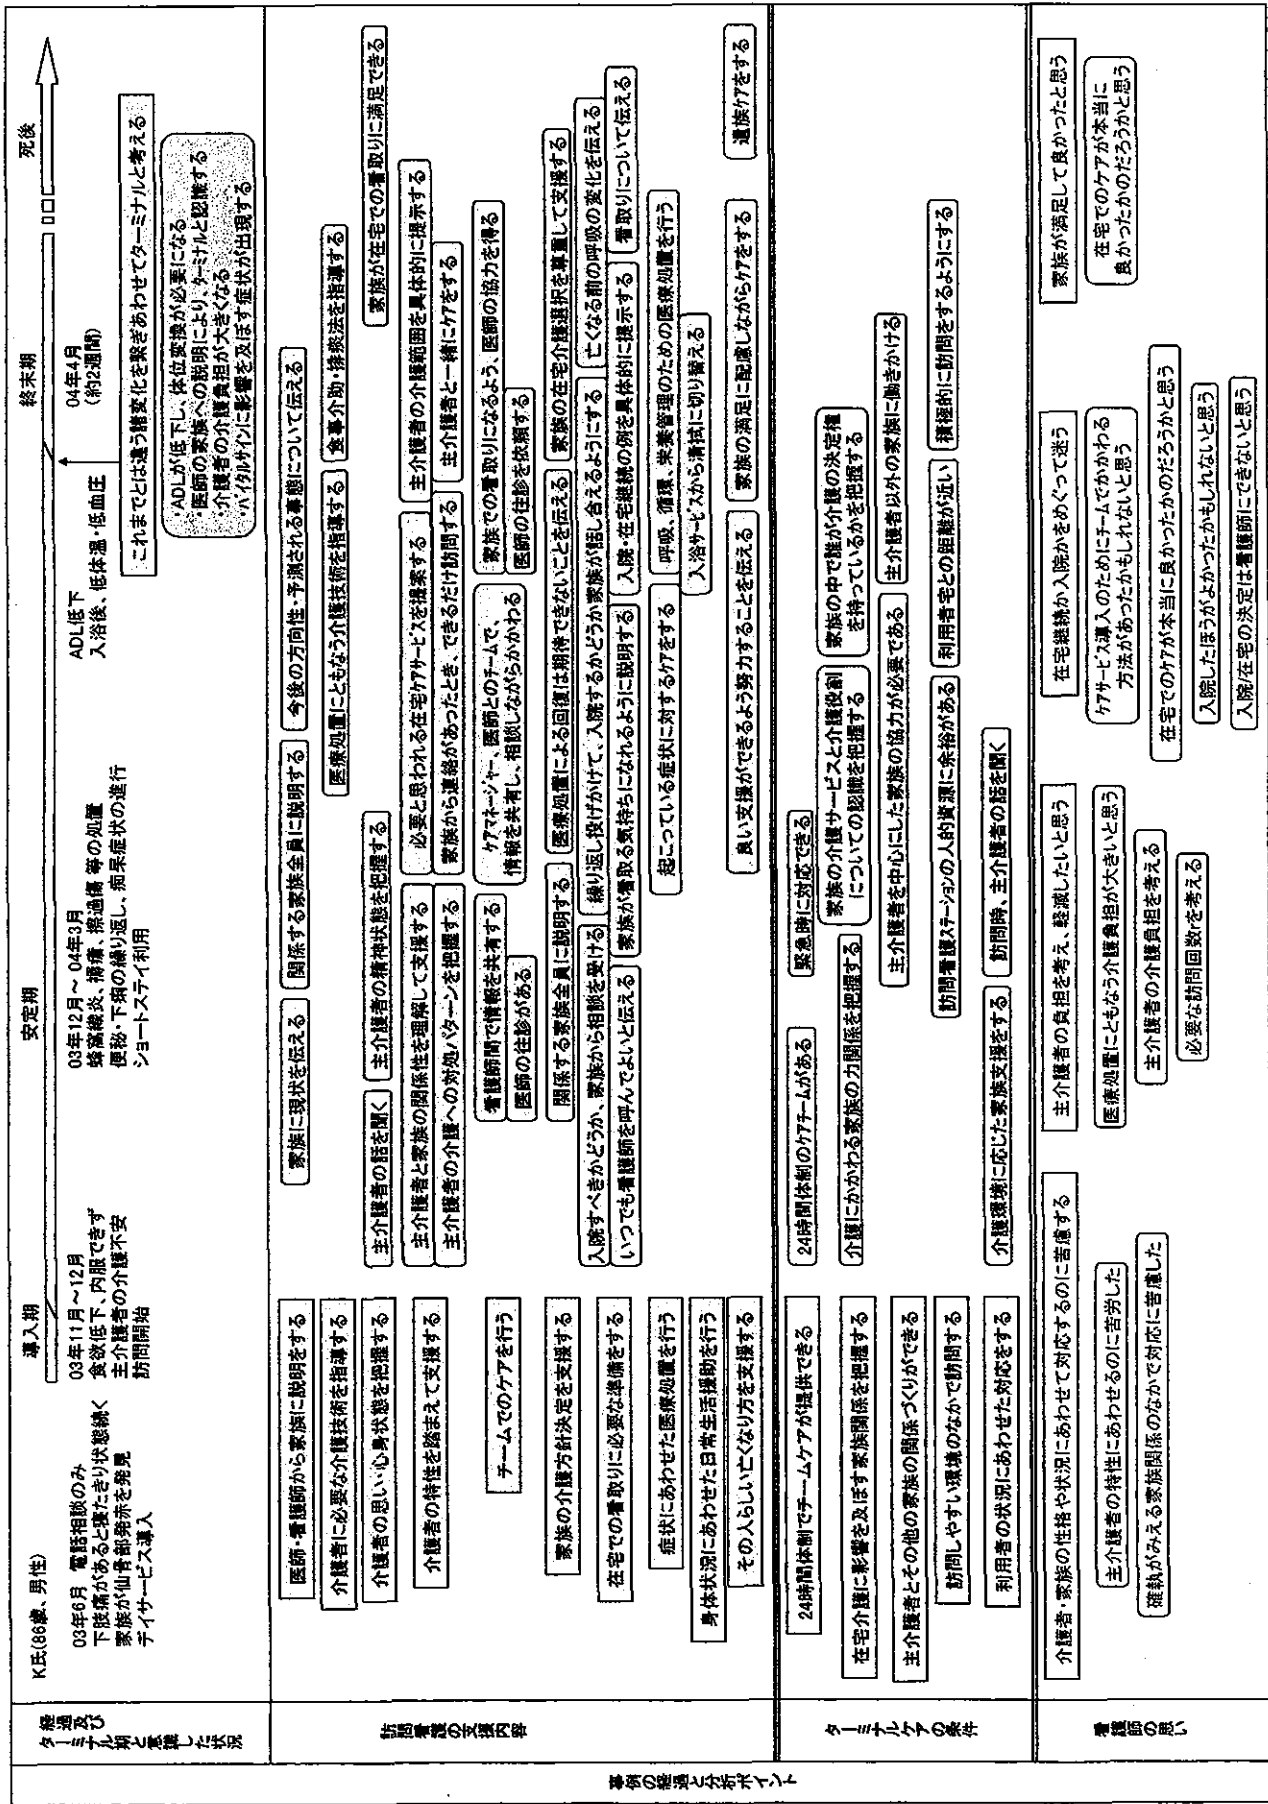 事例の経過と分析ポイント
経過及び
ターミナル期と意識した状況
K氏(86歳、男性)
導入期
安定期
終末期
死後
03年6月 電話相談のみ
下肢痛があると寝たきり状態続く
家族が仙骨部発赤を発見
デイサービス導入
03年11月～12月
食欲低下、内服できず
主介護者の介護不安
訪問開始
03年12月～04年3月
蜂窩織炎、褥瘡、擦過傷 等の処置
便秘・下痢の繰り返し、痴呆症状の進行
ショートステイ利用
ADL低下
入浴後、低体温・低血圧
04年4月
(約2週間)
これまでとは違う諸変化を繋ぎあわせてターミナルと考える
・ADLが低下し、体位変換が必要になる
・医師の家族への説明により、ターミナルと認識する
・介護者の介護負担が大きくなる
・バイタルサインに影響を及ぼす症状が出現する
訪問看護の支援内容
医師・看護師から家族に説明をする
家族に現状を伝える
関係する家族全員に説明する
今後の方向性・予測される事態について伝える
介護者に必要な介護技術を指導する
医療処置にともなう介護技術を指導する
食事介助・排痰法を指導する
介護者の思い・心身状態を把握する
主介護者の話を聞く
主介護者の精神状態を把握する
家族が在宅での看取りに満足できる
介護者の特性を踏まえて支援する
主介護者と家族の関係性を理解して支援する
必要と思われる在宅ケアサービスを提案する
主介護者の介護範囲を具体的に提示する
主介護者の介護への対処パターンを把握する
家族から連絡があったとき、できるだけ訪問する
主介護者と一緒にケアをする
チームでのケアを行う
看護師間で情報を共有する
ケアマネージャー、医師とのチームで、
情報を共有し、相談しながらかかわる
家族での看取りになるよう、医師の協力を得る
医師の往診がある
医師の往診を依頼する
家族の介護方針決定を支援する
関係する家族全員に説明する
医療処置による回復は期待できないことを伝える
家族の在宅介護選択を尊重して支援する
入院すべきかどうか、家族から相談を受ける
繰り返し投げかけて、入院するかどうか家族が話し合えるようにする
亡くなる前の呼吸の変化を伝える
在宅での看取りに必要な準備をする
いつでも看護師を呼んでよいと伝える
家族が看取る気持ちになれるように説明する
入院・在宅継続の例を具体的に提示する
看取りについて伝える
症状にあわせた医療処置を行う
起こっている症状に対するケアをする
呼吸、循環、栄養管理のための医療処置を行う
身体状況にあわせた日常生活援助を行う
入浴サービスから清拭に切り替える
その人らしい亡くなり方を支援する
良い支援ができるよう努力することを伝える
家族の満足に配慮しながらケアをする
遺族ケアをする
ターミナルケアの条件
24時間体制でチームケアが提供できる
24時間体制のケアチームがある
緊急時に対応できる
在宅介護に影響を及ぼす家族関係を把握する
介護にかかわる家族の力関係を把握する
家族の介護サービスと介護役割
についての認識を把握する
家族の中で誰が介護の決定権
を持っているかを把握する
主介護者とその他の家族の関係づくりができる
主介護者を中心にした家族の協力が必要である
主介護者以外の家族に働きかける
訪問しやすい環境のなかで訪問する
訪問看護ステーションの人的資源に余裕がある
利用者宅との距離が近い
積極的に訪問をするようにする
利用者の状況にあわせた対応をする
介護環境に応じた家族支援をする
訪問時、主介護者の話を聞く
看護師の思い
介護者・家族の性格や状況にあわせて対応するのに苦慮する
主介護者の負担を考え、軽減したいと思う
在宅継続か入院かをめぐって迷う
家族が満足して良かったと思う
主介護者の特性にあわせるのに苦労した
医療処置にともなう介護負担が大きいと思う
ケアサービス導入のためにチームでかかわる
方法があったかもしれないと思う
在宅でのケアが本当に
良かったかのだろうかと思う
確執がみえる家族関係のなかで対応に苦慮した
主介護者の介護負担を考える
在宅でのケアが本当に良かったかのだろうかと思う
必要な訪問回数rを考える
入院したほうがよかったかもしれないと思う
入院/在宅の決定は看護師にできないと思う